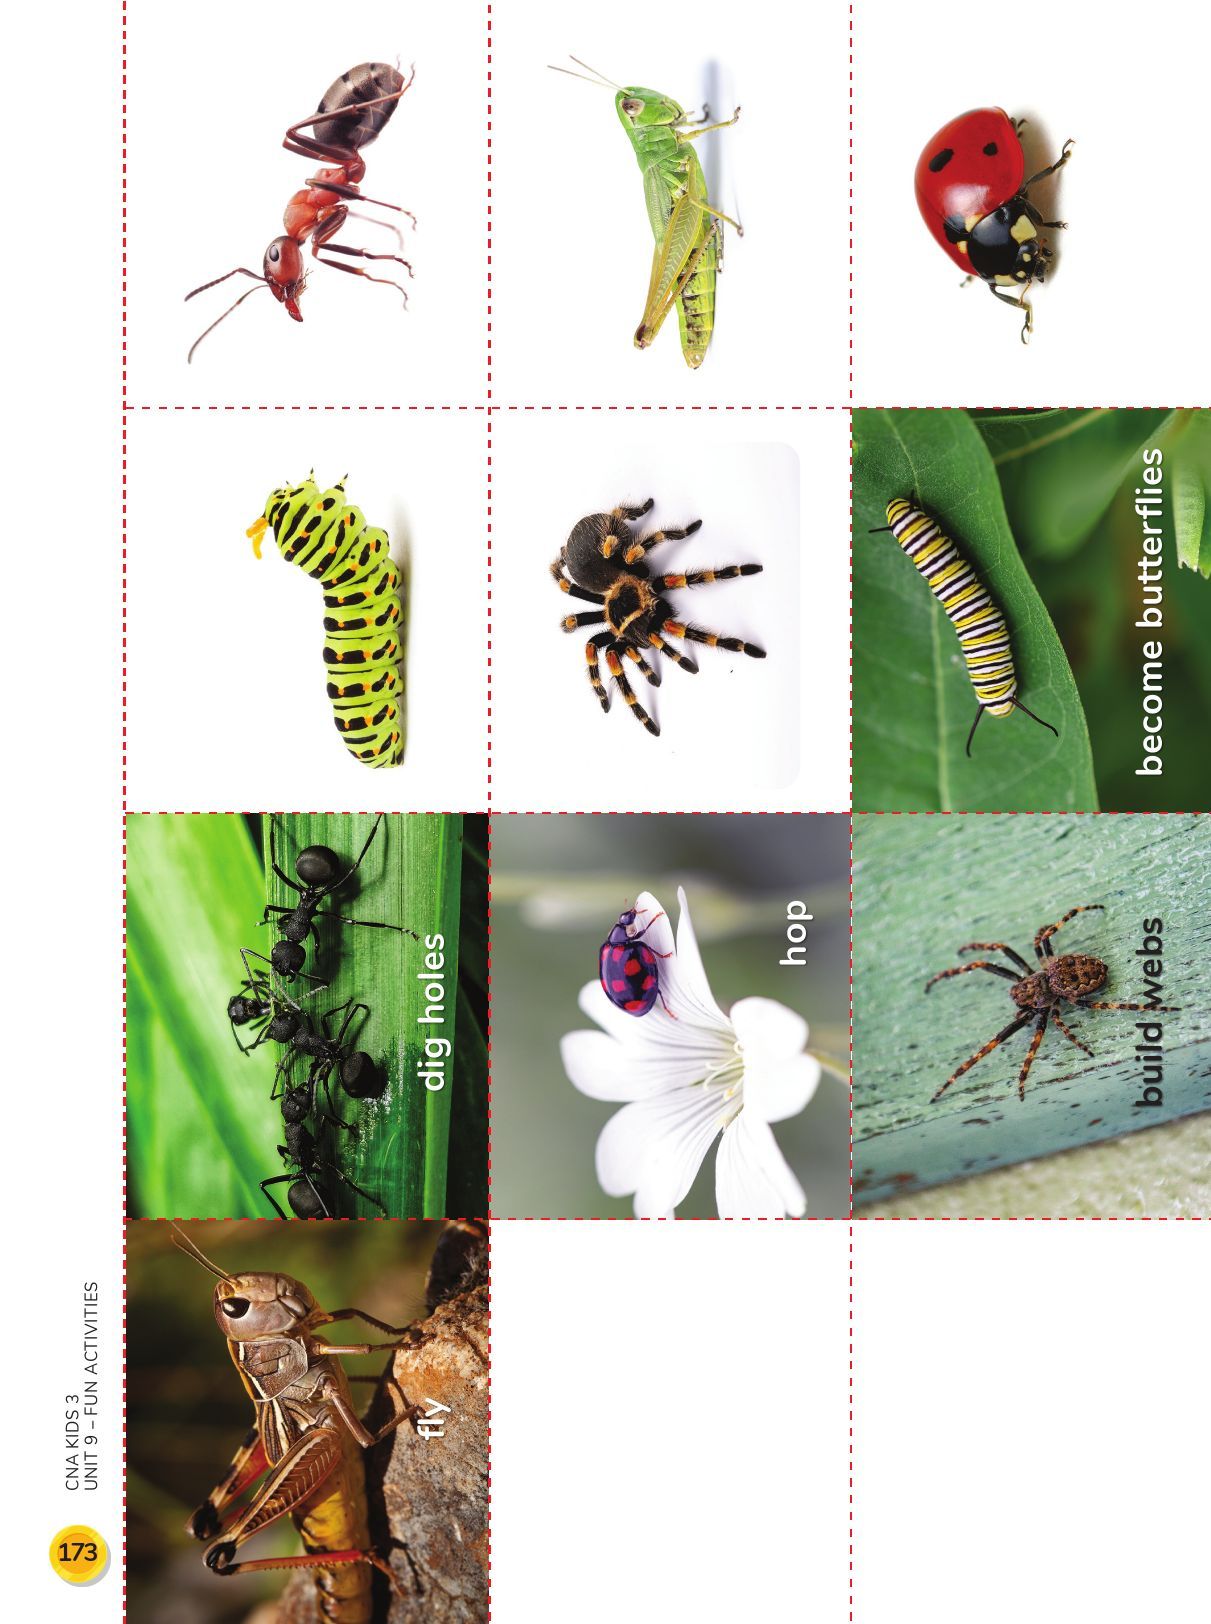 become butterflies
dig holes
hop
build webs
fly
CNA KIDS 3
UNIT 9 – FUN ACTIVITIES
173